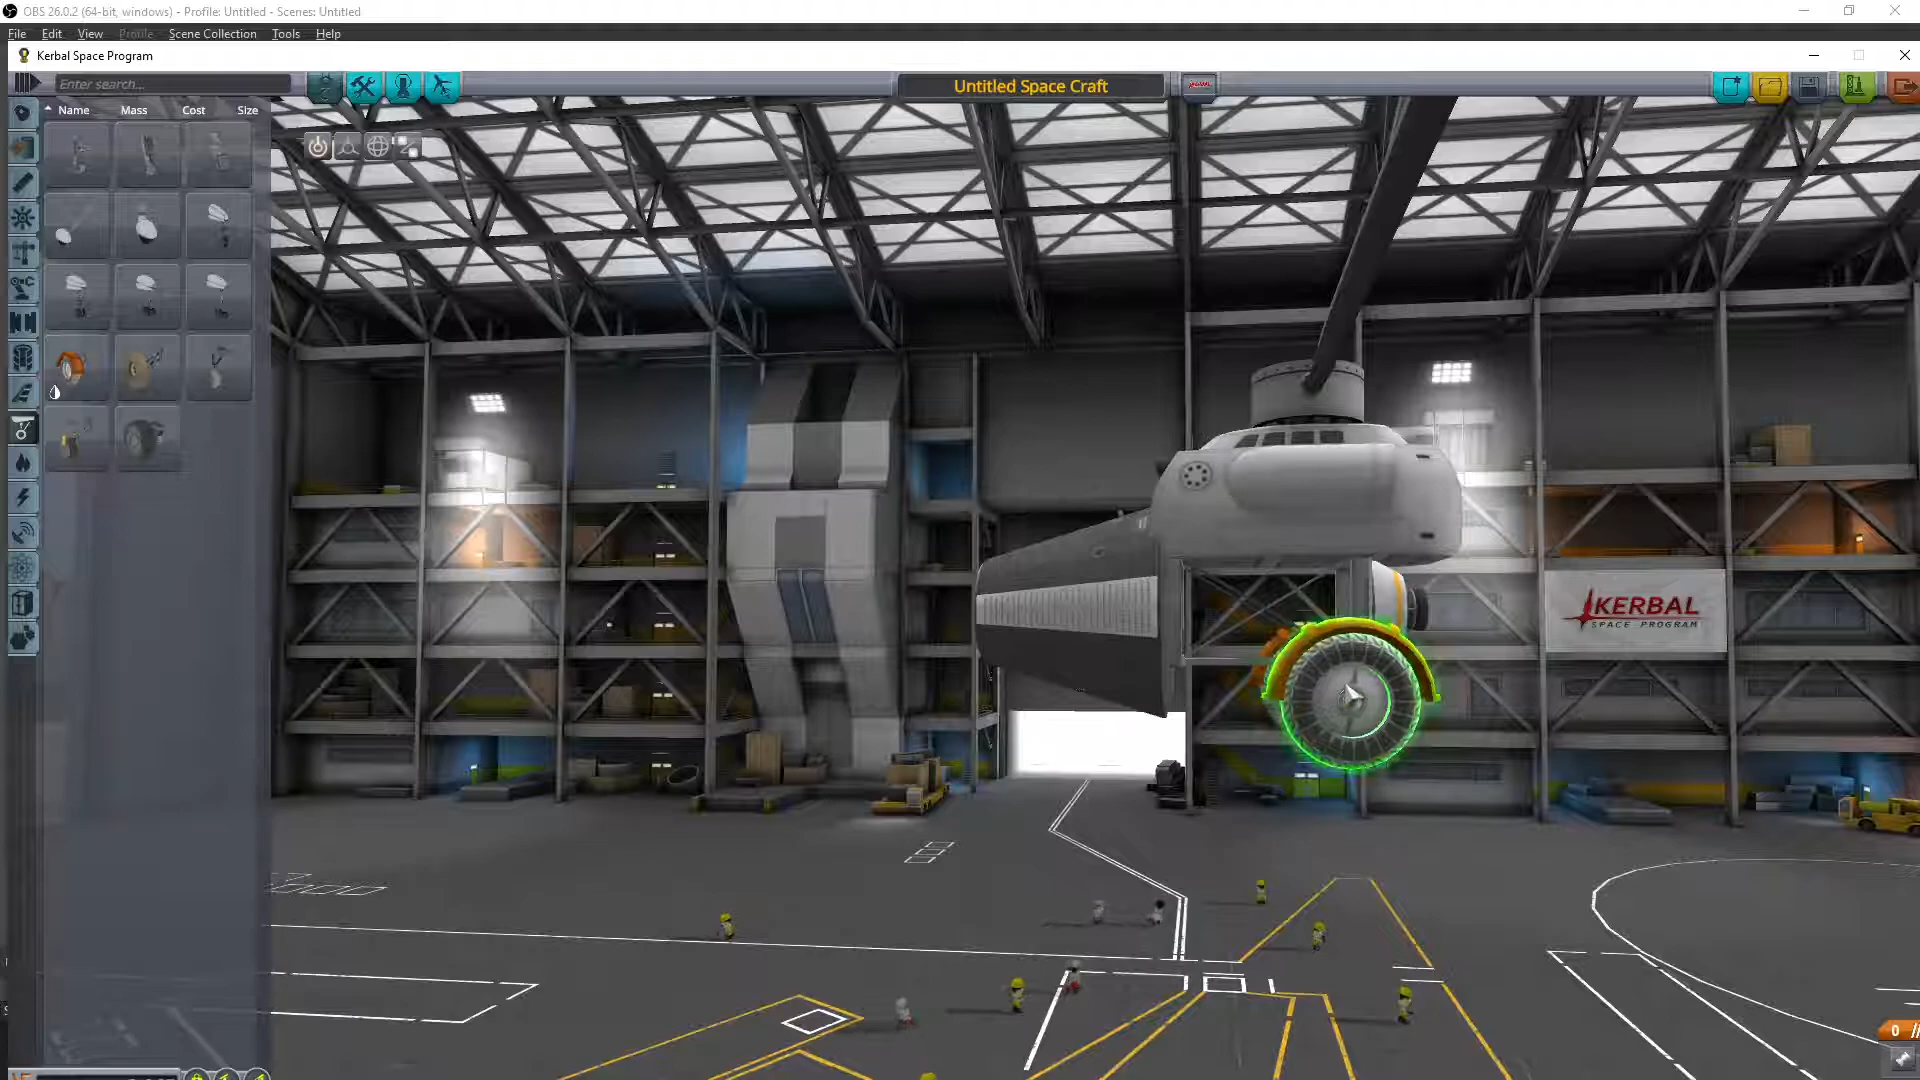 OBS 26.0.2 (64-bit, windows) - Profile: Untitled - Scenes: Untitled
File Edit View Profile Scene Collection Tools Help
Kerbal Space Program
Enter search...
Untitled Space Craft
Name Mass Cost Size
KERBAL
SPACE PROGRAM
0